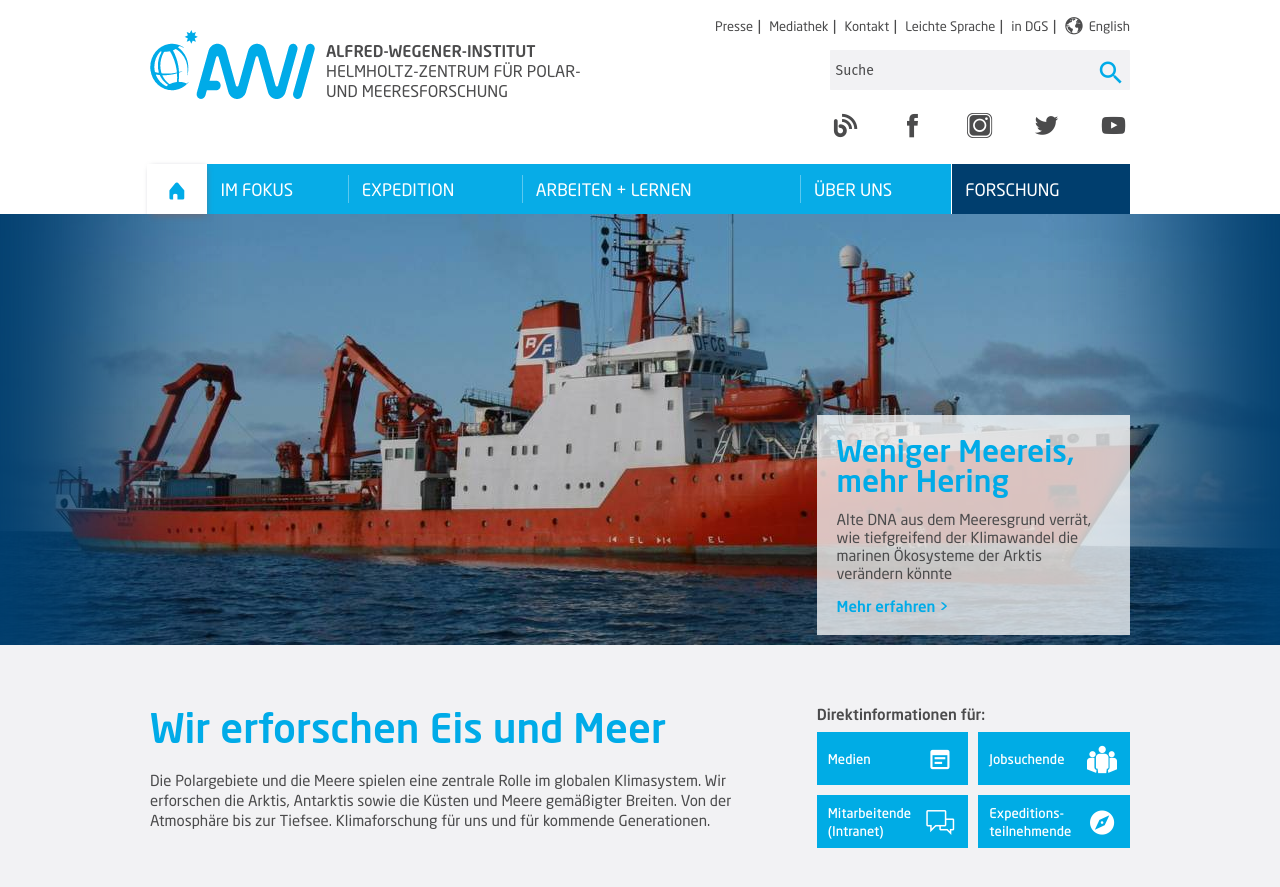 Presse | Mediathek | Kontakt | Leichte Sprache | in DGS | English
AWI
ALFRED-WEGENER-INSTITUT
HELMHOLTZ-ZENTRUM FÜR POLAR-
UND MEERESFORSCHUNG
Suche
IM FOKUS
EXPEDITION
ARBEITEN + LERNEN
ÜBER UNS
FORSCHUNG
RF
DFCG
EL
EL
Weniger Meereis,
mehr Hering
Alte DNA aus dem Meeresgrund verrät,
wie tiefgreifend der Klimawandel die
marinen Ökosysteme der Arktis
verändern könnte
Mehr erfahren >
Wir erforschen Eis und Meer
Die Polargebiete und die Meere spielen eine zentrale Rolle im globalen Klimasystem. Wir
erforschen die Arktis, Antarktis sowie die Küsten und Meere gemäßigter Breiten. Von der
Atmosphäre bis zur Tiefsee. Klimaforschung für uns und für kommende Generationen.
Direktinformationen für:
Medien
Jobsuchende
Mitarbeitende
(Intranet)
Expeditions-
teilnehmende